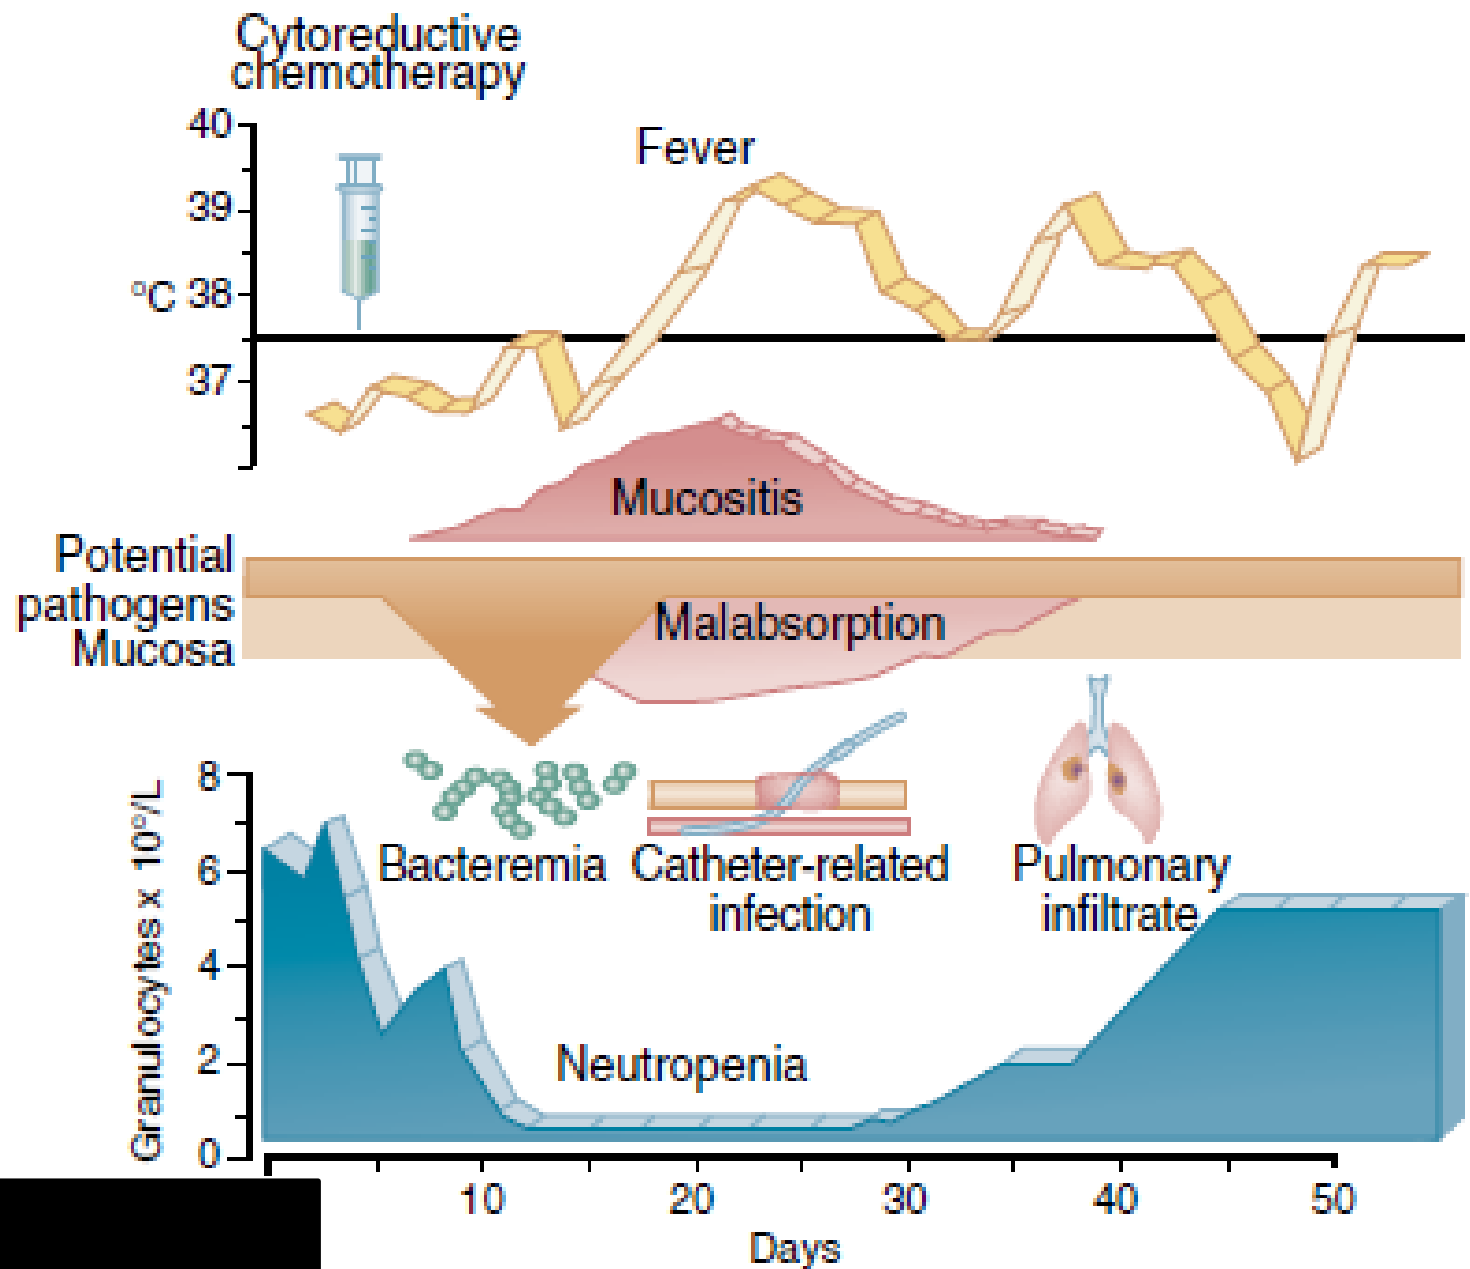 Cytoreductive
chemotherapy
40
Fever
39
°C 38
37
Mucositis
Potential
pathogens
Malabsorption
Mucosa
8
6
4
2
0
Granulocytes x 10⁹/L
Bacteremia
Catheter-related
infection
Pulmonary
infiltrate
Neutropenia
10 20 30 40 50
Days